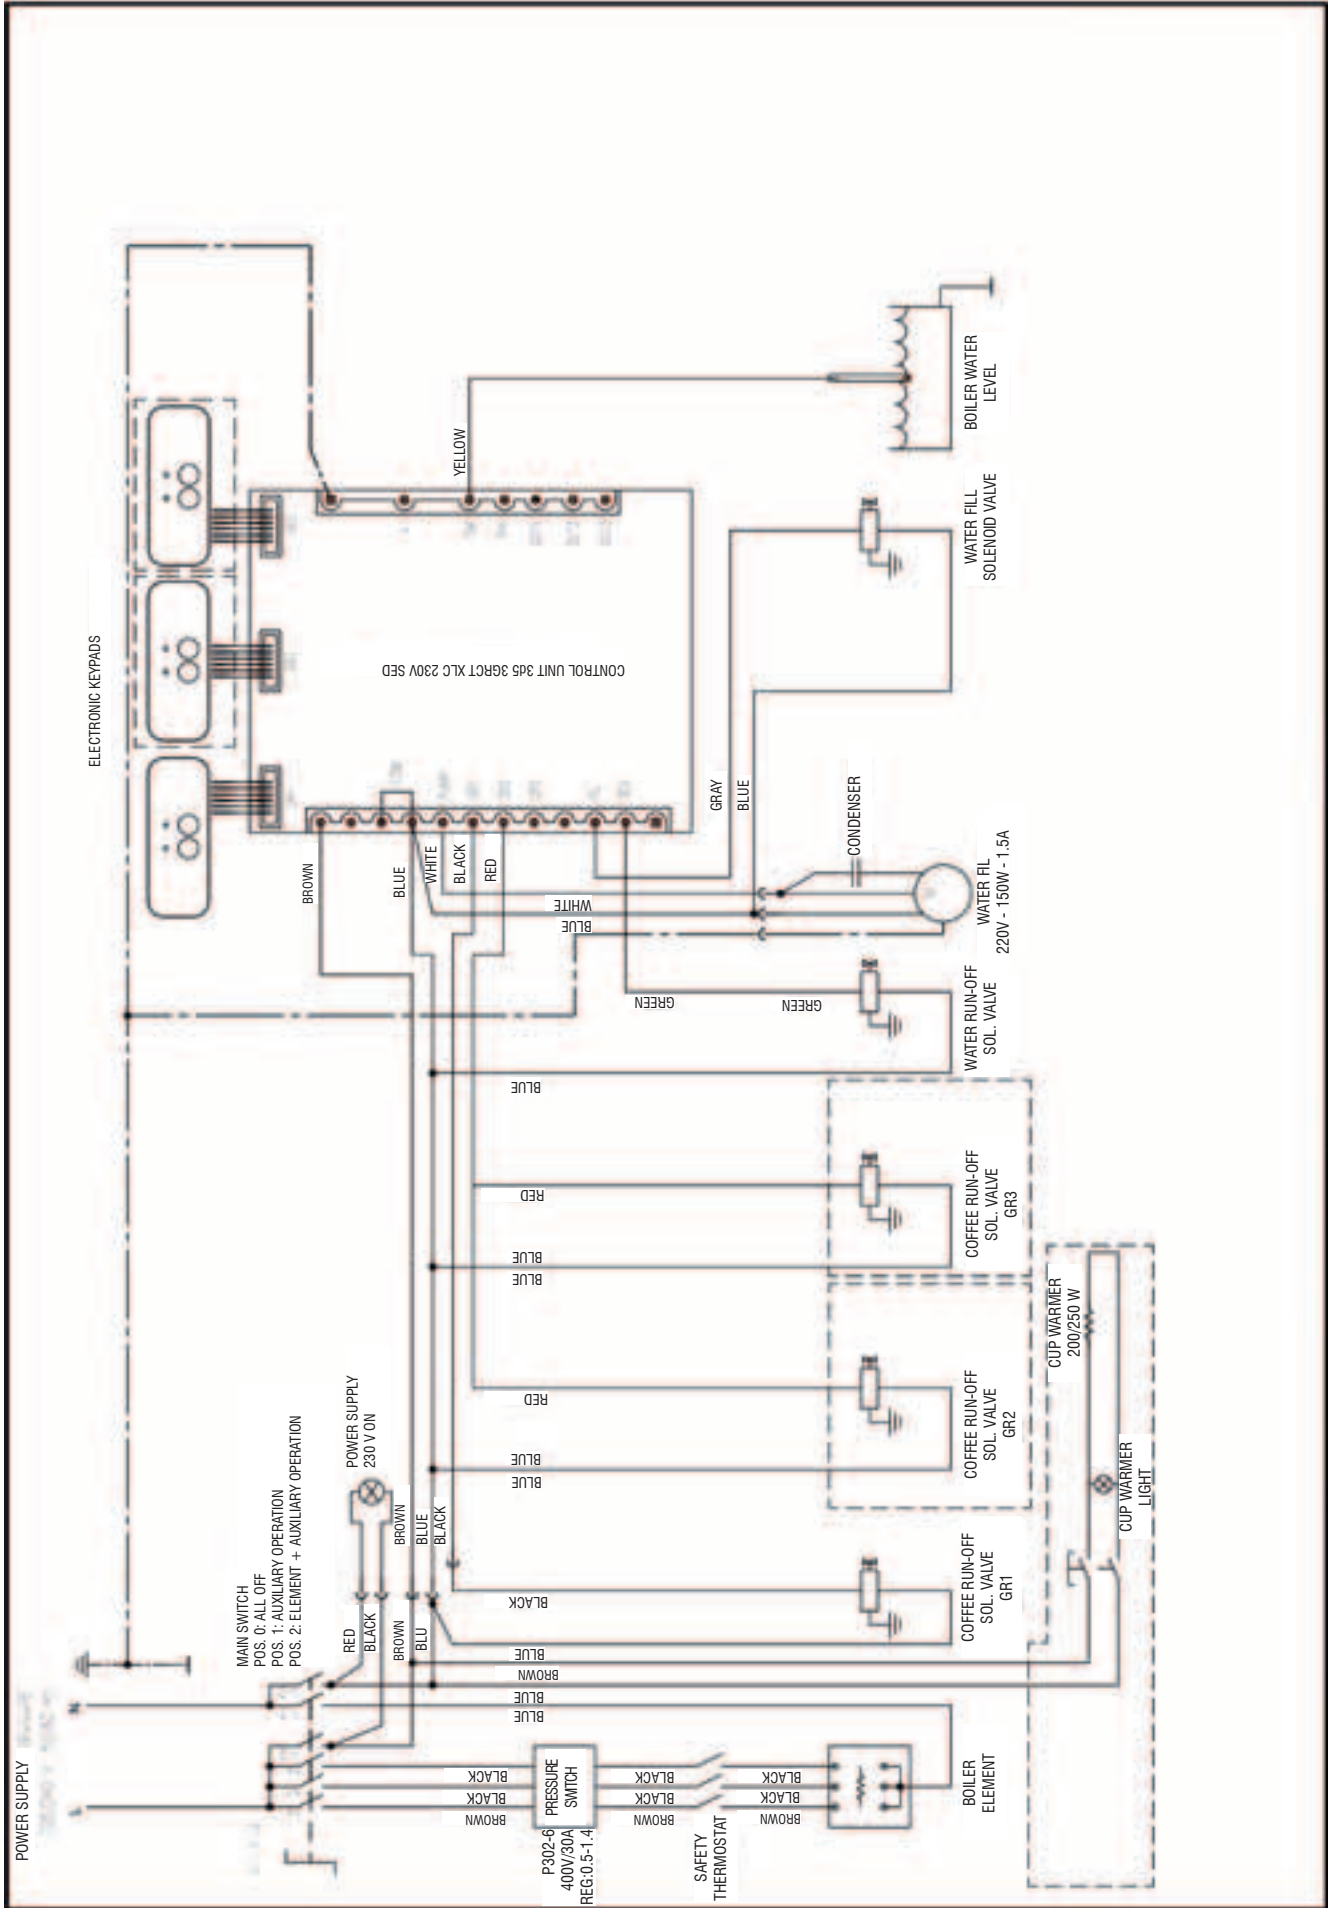 POWER SUPPLY
N
L
MAIN SWITCH
POS. 0: ALL OFF
POS. 1: AUXILIARY OPERATION
POS. 2: ELEMENT + AUXILIARY OPERATION
POWER SUPPLY
230 V ON
ELECTRONIC KEYPADS
CONTROL UNIT 3d5 3GRCT XLC 230V SED
RED
BLACK
BROWN
BLU
BROWN
BLUE
BLACK
BROWN
BLUE
WHITE
BLACK
RED
YELLOW
GRAY
BLUE
WHITE
BLUE
GREEN
GREEN
BLUE
RED
BLUE
BLUE
RED
BLUE
BLUE
BLACK
BLUE
BROWN
BLUE
BLUE
BLACK
BLACK
BROWN
P302-6
400V/30A
REG:0.5-1.4
PRESSURE
SWITCH
BLACK
BLACK
BROWN
SAFETY
THERMOSTAT
BLACK
BLACK
BROWN
BOILER
ELEMENT
COFFEE RUN-OFF
SOL. VALVE
GR1
COFFEE RUN-OFF
SOL. VALVE
GR2
COFFEE RUN-OFF
SOL. VALVE
GR3
WATER RUN-OFF
SOL. VALVE
CONDENSER
WATER FIL
220V - 150W - 1.5A
WATER FILL
SOLENOID VALVE
BOILER WATER
LEVEL
CUP WARMER
200/250 W
CUP WARMER
LIGHT